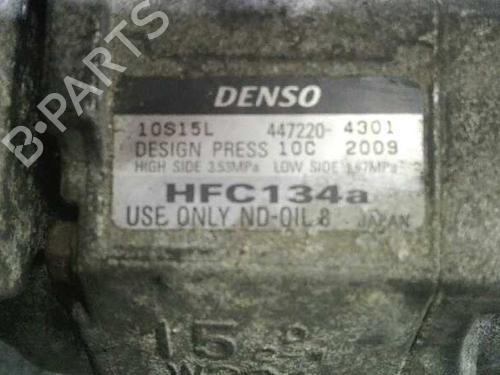 DENSO
10S15L 447220-4301
DESIGN PRESS 10C 2009
HIGH SIDE 3.53MPa LOW SIDE 1.67MPa
HFC134a
USE ONLY ND-OIL 8 JAPAN
15
B-PARTS